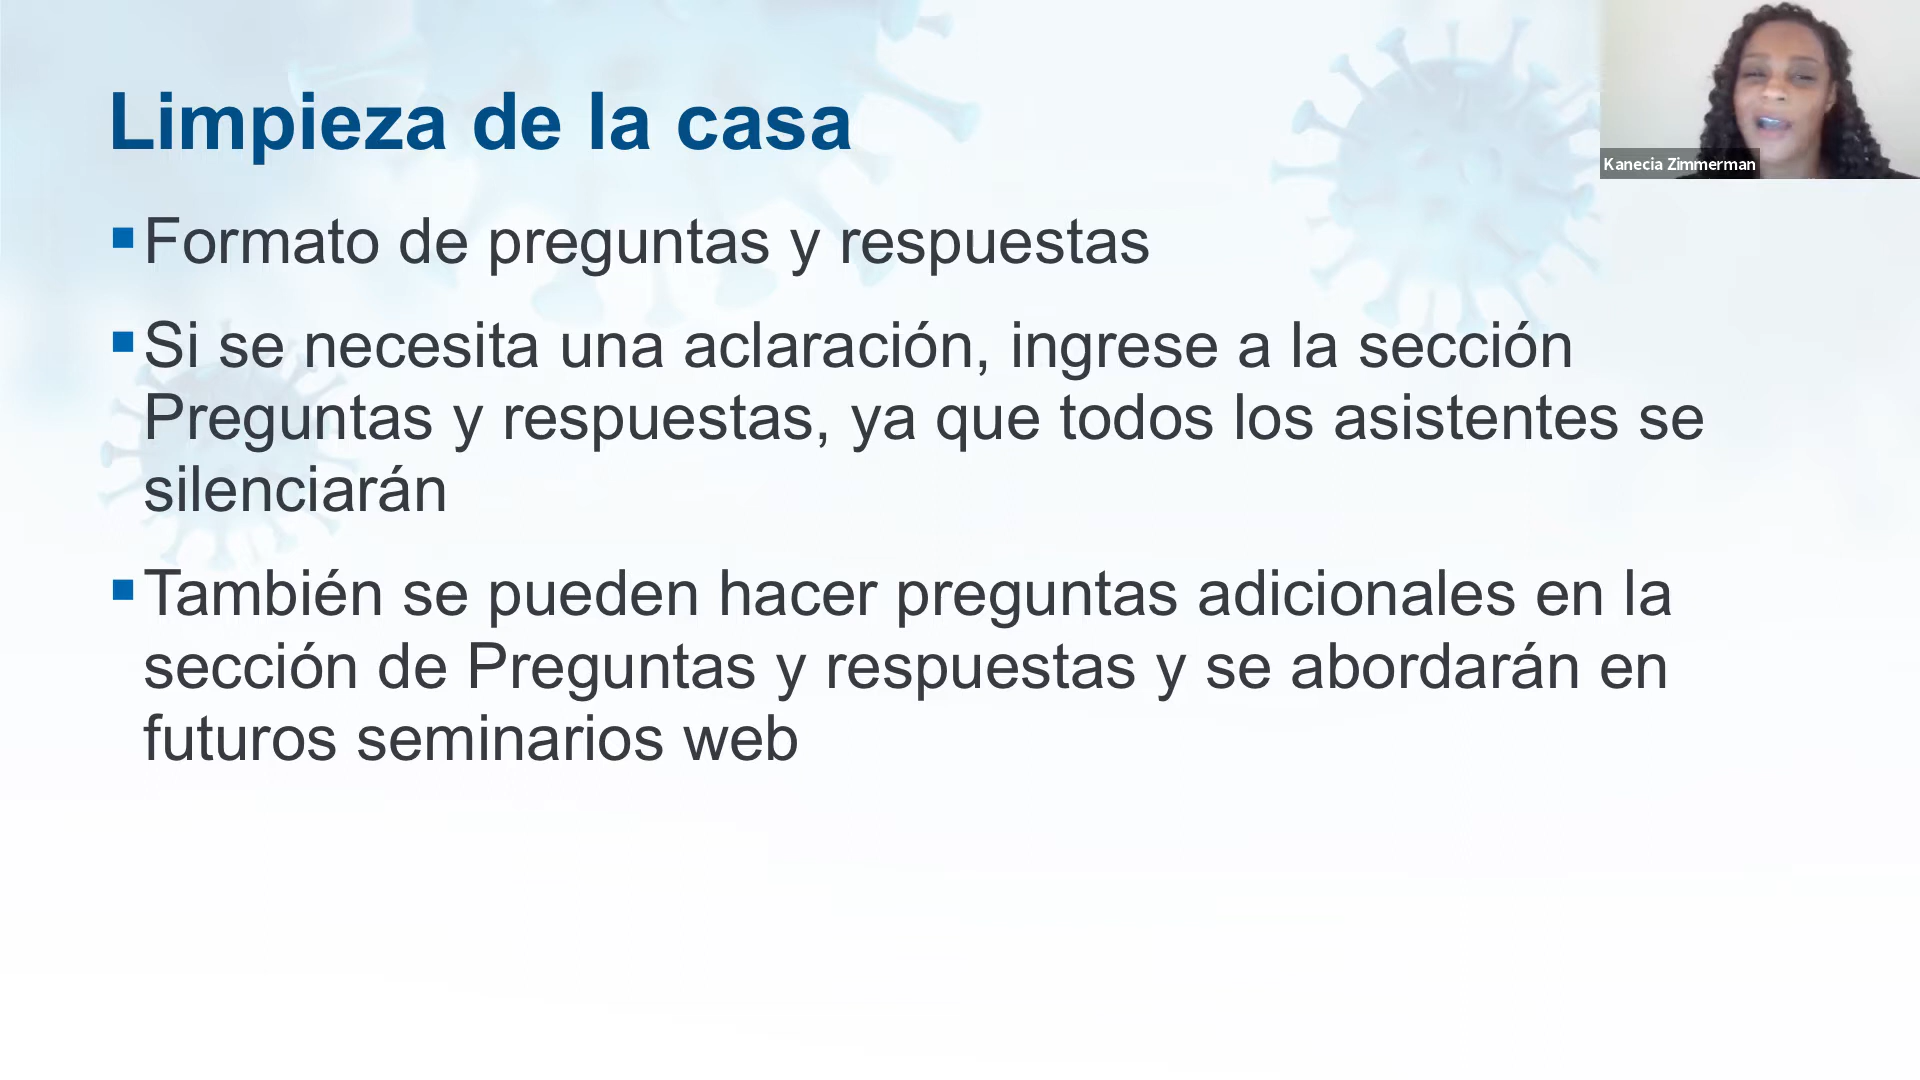 Limpieza de la casa
Kanecia Zimmerman
▪Formato de preguntas y respuestas
▪Si se necesita una aclaración, ingrese a la sección
Preguntas y respuestas, ya que todos los asistentes se
silenciarán
▪También se pueden hacer preguntas adicionales en la
sección de Preguntas y respuestas y se abordarán en
futuros seminarios web